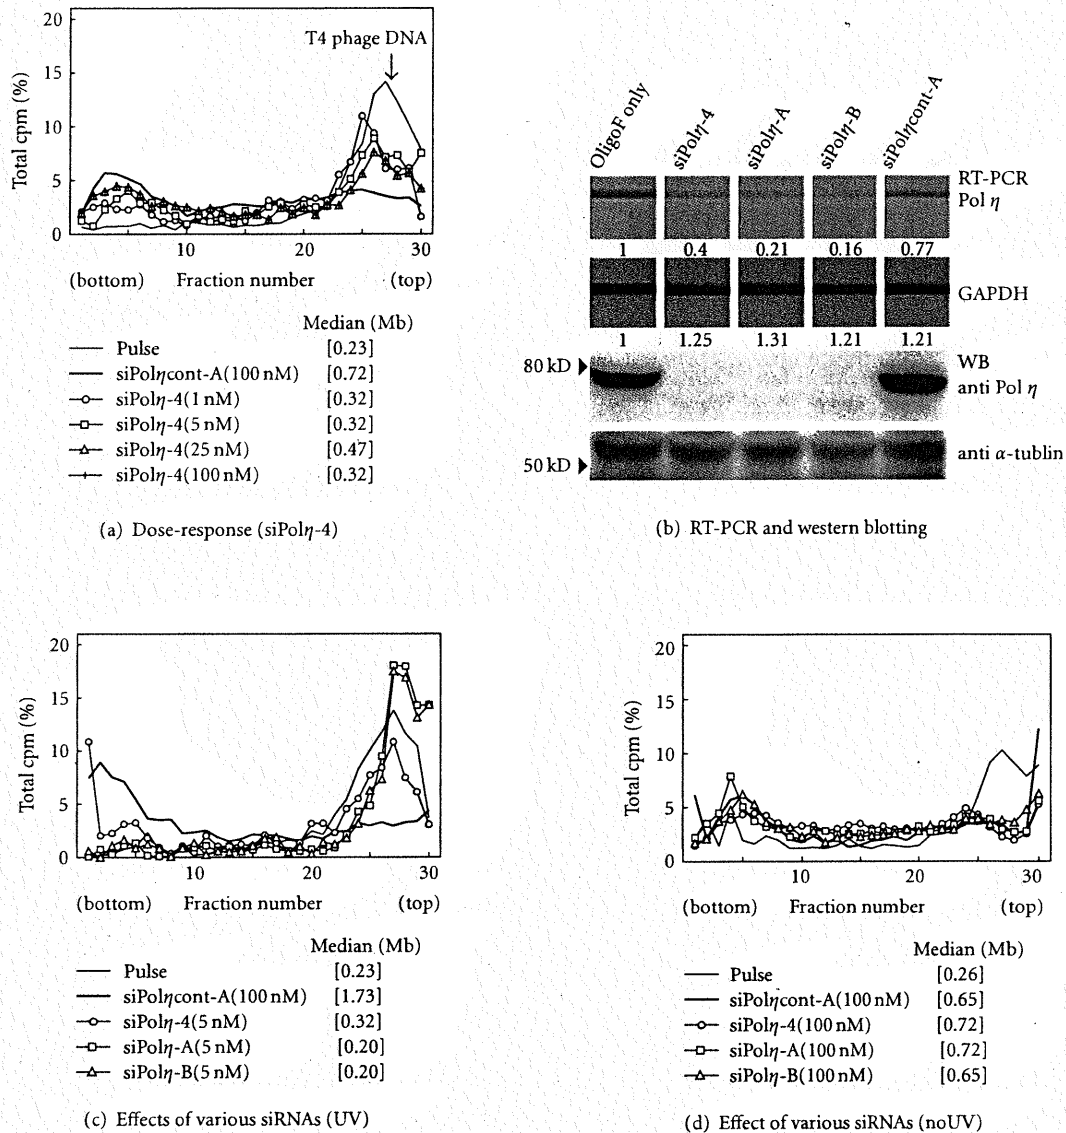 20
15
10
5
0
Total cpm (%)
T4 phage DNA
10
20
30
(bottom) Fraction number (top)
Median (Mb)
Pulse [0.23]
siPolηcont-A(100 nM) [0.72]
siPolη-4(1 nM) [0.32]
siPolη-4(5 nM) [0.32]
siPolη-4(25 nM) [0.47]
siPolη-4(100 nM) [0.32]
(a) Dose-response (siPolη-4)
OligoF only
siPolη-4
siPolη-A
siPolη-B
siPolηcont-A
RT-PCR
Pol η
1 0.4 0.21 0.16 0.77
GAPDH
1 1.25 1.31 1.21 1.21
80 kD
WB
anti Pol η
50 kD
anti α-tublin
(b) RT-PCR and western blotting
20
15
10
5
0
Total cpm (%)
10
20
30
(bottom) Fraction number (top)
Median (Mb)
Pulse [0.23]
siPolηcont-A(100 nM) [1.73]
siPolη-4(5 nM) [0.32]
siPolη-A(5 nM) [0.20]
siPolη-B(5 nM) [0.20]
(c) Effects of various siRNAs (UV)
20
15
10
5
0
Total cpm (%)
10
20
30
(bottom) Fraction number (top)
Median (Mb)
Pulse [0.26]
siPolηcont-A(100 nM) [0.65]
siPolη-4(100 nM) [0.72]
siPolη-A(100 nM) [0.72]
siPolη-B(100 nM) [0.65]
(d) Effect of various siRNAs (noUV)